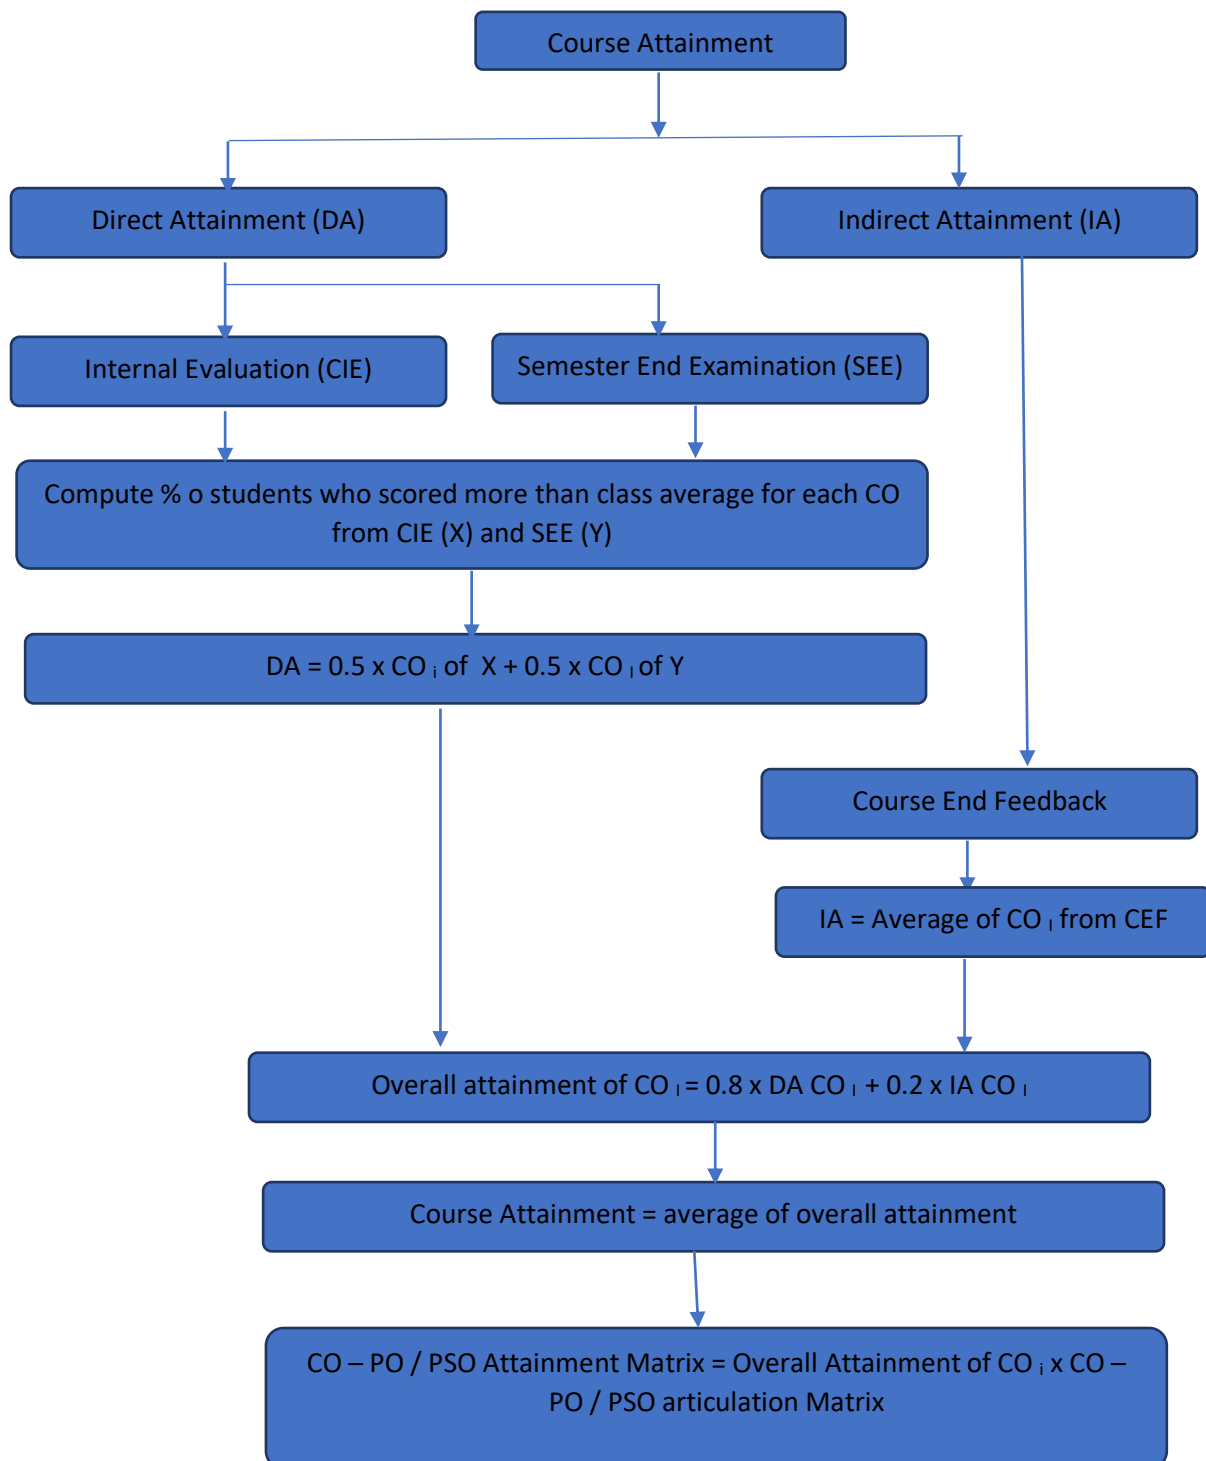 Course Attainment
Direct Attainment (DA)
Indirect Attainment (IA)
Internal Evaluation (CIE)
Semester End Examination (SEE)
Compute % o students who scored more than class average for each CO
from CIE (X) and SEE (Y)
DA = 0.5 x CO i of X + 0.5 x CO I of Y
Course End Feedback
IA = Average of CO I from CEF
Overall attainment of CO I = 0.8 x DA CO I + 0.2 x IA CO I
Course Attainment = average of overall attainment
CO – PO / PSO Attainment Matrix = Overall Attainment of CO i x CO –
PO / PSO articulation Matrix